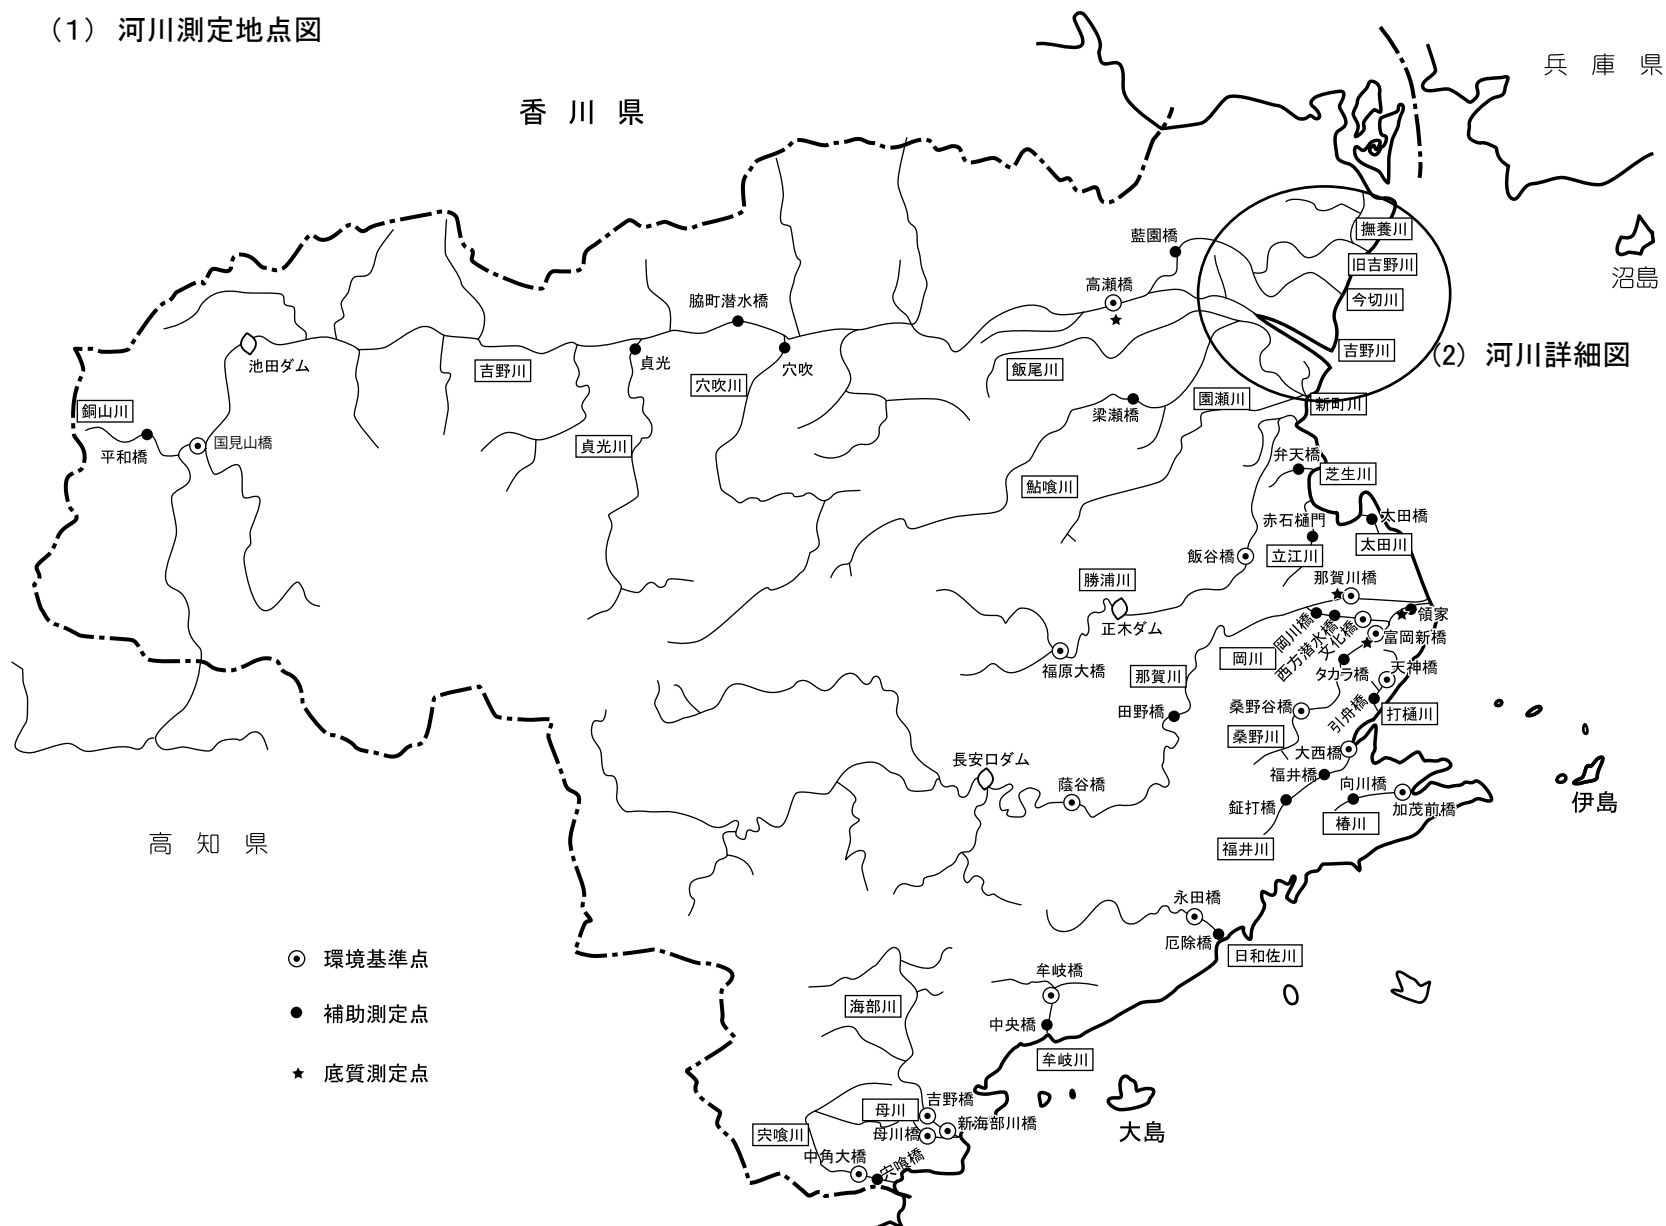 （１） 河川測定地点図
兵 庫 県
香 川 県
沼島
撫養川
藍園橋
旧吉野川
高瀬橋
今切川
脇町潜水橋
吉野川
（2） 河川詳細図
池田ダム
吉野川
貞光
穴吹川
穴吹
飯尾川
園瀬川
新町川
銅山川
梁瀬橋
国見山橋
平和橋
貞光川
弁天橋
芝生川
鮎喰川
赤石樋門
太田橋
太田川
飯谷橋
立江川
勝浦川
那賀川橋
正木ダム
岡川橋
西方潜水橋
文化橋
領家
富岡新橋
福原大橋
那賀川
岡川
タカラ橋
天神橋
田野橋
桑野谷橋
引舟橋
打樋川
桑野川
大西橋
長安口ダム
蔭谷橋
福井橋
向川橋
鉦打橋
加茂前橋
伊島
椿川
福井川
高 知 県
永田橋
厄除橋
日和佐川
環境基準点
補助測定点
底質測定点
牟岐橋
海部川
中央橋
牟岐川
吉野橋
母川
新海部川橋
大島
宍喰川
母川橋
中角大橋
宍喰橋